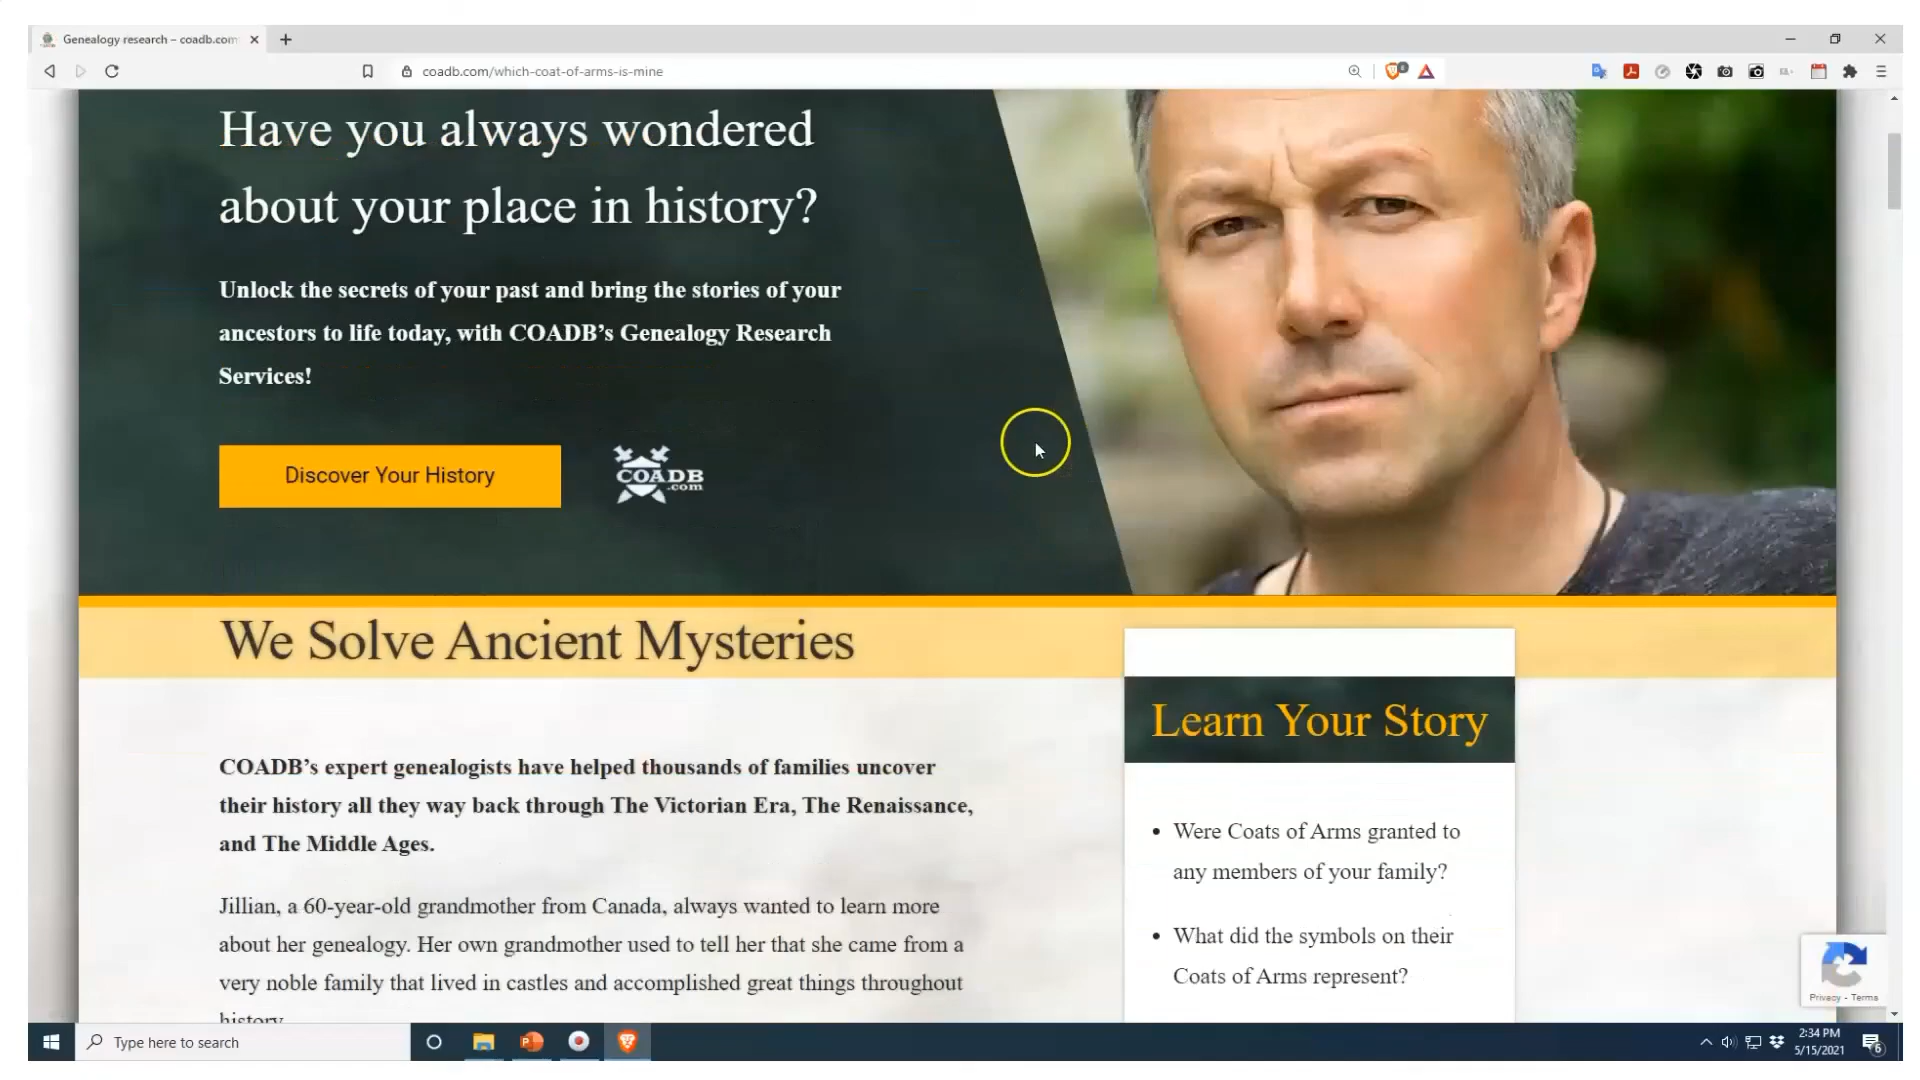 Genealogy research – coadb.com
coadb.com/which-coat-of-arms-is-mine
Have you always wondered
about your place in history?
Unlock the secrets of your past and bring the stories of your
ancestors to life today, with COADB’s Genealogy Research
Services!
Discover Your History
COADB
.com
We Solve Ancient Mysteries
Learn Your Story
COADB’s expert genealogists have helped thousands of families uncover
their history all they way back through The Victorian Era, The Renaissance,
and The Middle Ages.
Jillian, a 60-year-old grandmother from Canada, always wanted to learn more
about her genealogy. Her own grandmother used to tell her that she came from a
very noble family that lived in castles and accomplished great things throughout
history.
• Were Coats of Arms granted to
any members of your family?
• What did the symbols on their
Coats of Arms represent?
Privacy - Terms
Type here to search
2:34 PM
5/15/2021
6